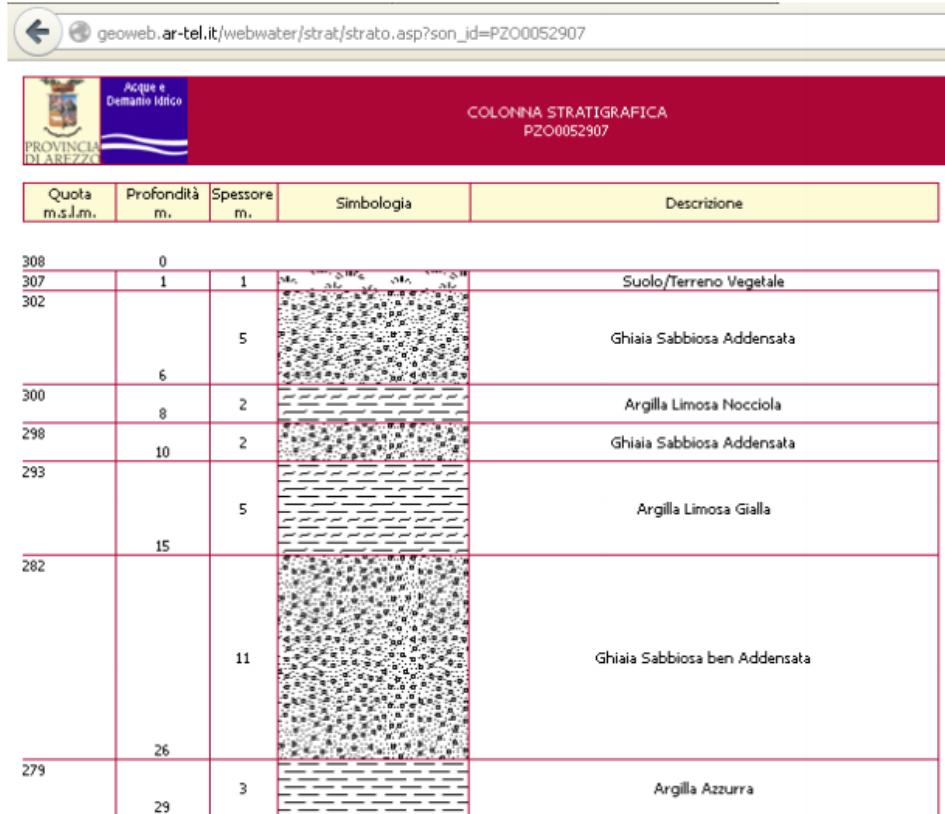 geoweb.ar-tel.it/webwater/strat/strato.asp?son_id=PZO0052907
PROVINCIA
DI AREZZO
Acque e
Demanio Idrico
COLONNA STRATIGRAFICA
PZO0052907
Quota
m.s.l.m.
Profondità
m.
Spessore
m.
Simbologia
Descrizione
308 0
307 1 1 Suolo/Terreno Vegetale
302
5 Ghiaia Sabbiosa Addensata
6
300
2 Argilla Limosa Nocciola
8
298
2 Ghiaia Sabbiosa Addensata
10
293
5 Argilla Limosa Gialla
15
282
11 Ghiaia Sabbiosa ben Addensata
26
279
3 Argilla Azzurra
29